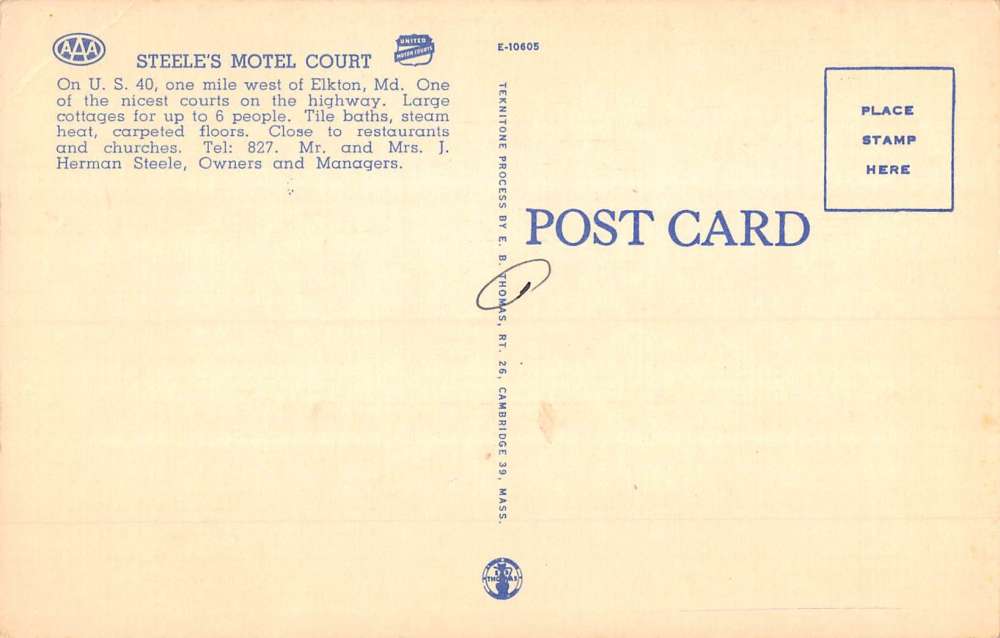 AAA
UNITED
MOTOR COURTS
STEELE'S MOTEL COURT
On U. S. 40, one mile west of Elkton, Md. One
of the nicest courts on the highway. Large
cottages for up to 6 people. Tile baths, steam
heat, carpeted floors. Close to restaurants
and churches. Tel: 827. Mr. and Mrs. J.
Herman Steele, Owners and Managers.
E-10605
TEKNITONE PROCESS BY E. B. THOMAS, RT. 26, CAMBRIDGE 39, MASS.
PLACE
STAMP
HERE
POST CARD
THOMAS